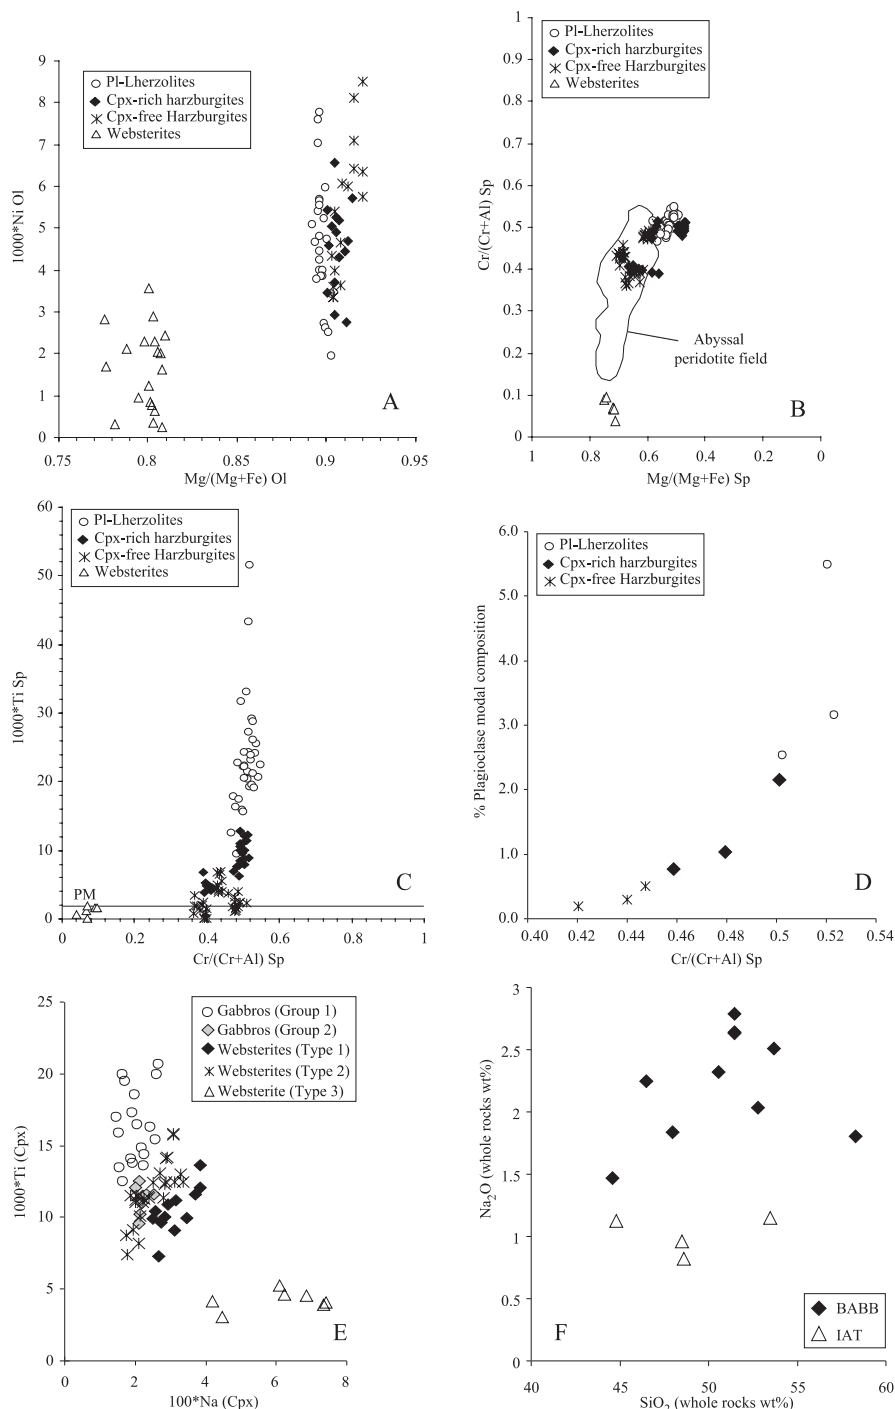 9
8
7
6
5
4
3
2
1
0
1000*Ni Ol
Pl-Lherzolites
Cpx-rich harzburgites
Cpx-free Harzburgites
Websterites
A
0.75
0.8
0.85
0.9
0.95
Mg/(Mg+Fe) Ol
Pl-Lherzolites
Cpx-rich harzburgites
Cpx-free Harzburgites
Websterites
1
0.9
0.8
0.7
0.6
0.5
0.4
0.3
0.2
0.1
0
Cr/(Cr+Al) Sp
Abyssal
peridotite field
B
1
0.8
0.6
0.4
0.2
0
Mg/(Mg+Fe) Sp
60
50
40
30
20
10
0
1000*Ti Sp
Pl-Lherzolites
Cpx-rich harzburgites
Cpx-free Harzburgites
Websterites
PM
C
0
0.2
0.4
0.6
0.8
1
Cr/(Cr+Al) Sp
6.0
5.0
4.0
3.0
2.0
1.0
0.0
% Plagioclase modal composition
Pl-Lherzolites
Cpx-rich harzburgites
Cpx-free Harzburgites
D
0.40
0.42
0.44
0.46
0.48
0.5
0.52
0.54
Cr/(Cr+Al) Sp
25
20
15
10
5
0
1000*Ti (Cpx)
Gabbros (Group 1)
Gabbros (Group 2)
Websterites (Type 1)
Websterites (Type 2)
Websterite (Type 3)
E
0
2
4
6
8
100*Na (Cpx)
3
2.5
2
1.5
1
0.5
0
Na2O (whole rocks wt%)
F
BABB
IAT
40
45
50
55
60
SiO2 (whole rocks wt%)